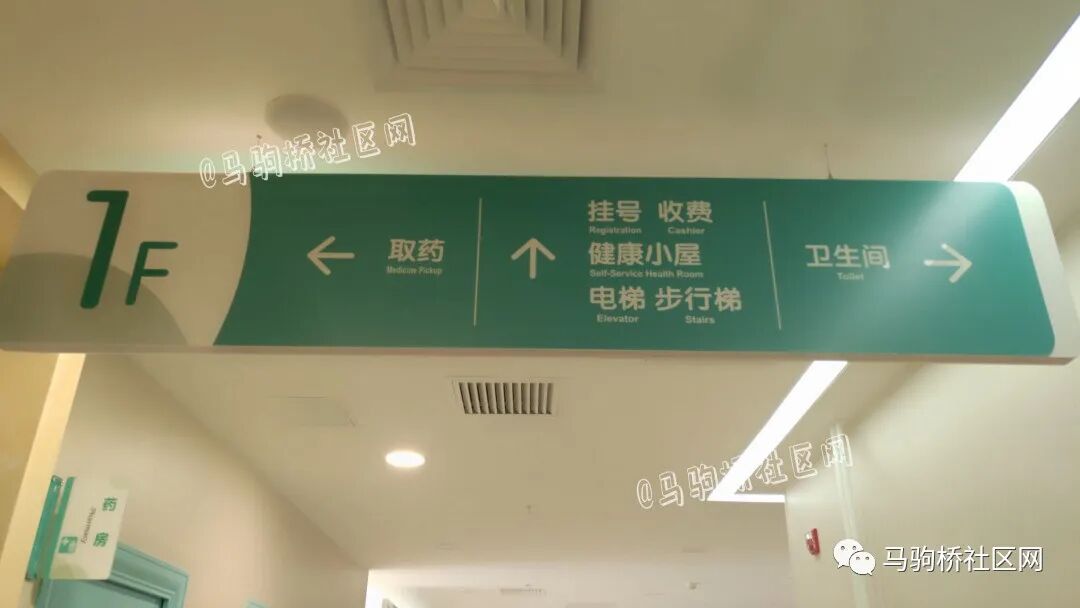 @马驹桥社区网
1F
取药
Medicine Pickup
挂号 收费
Registration Cashier
健康小屋
Self-Service Health Room
电梯 步行梯
Elevator Stairs
卫生间
Toilet
@马驹桥社区网
药房
Pharmacy
马驹桥社区网